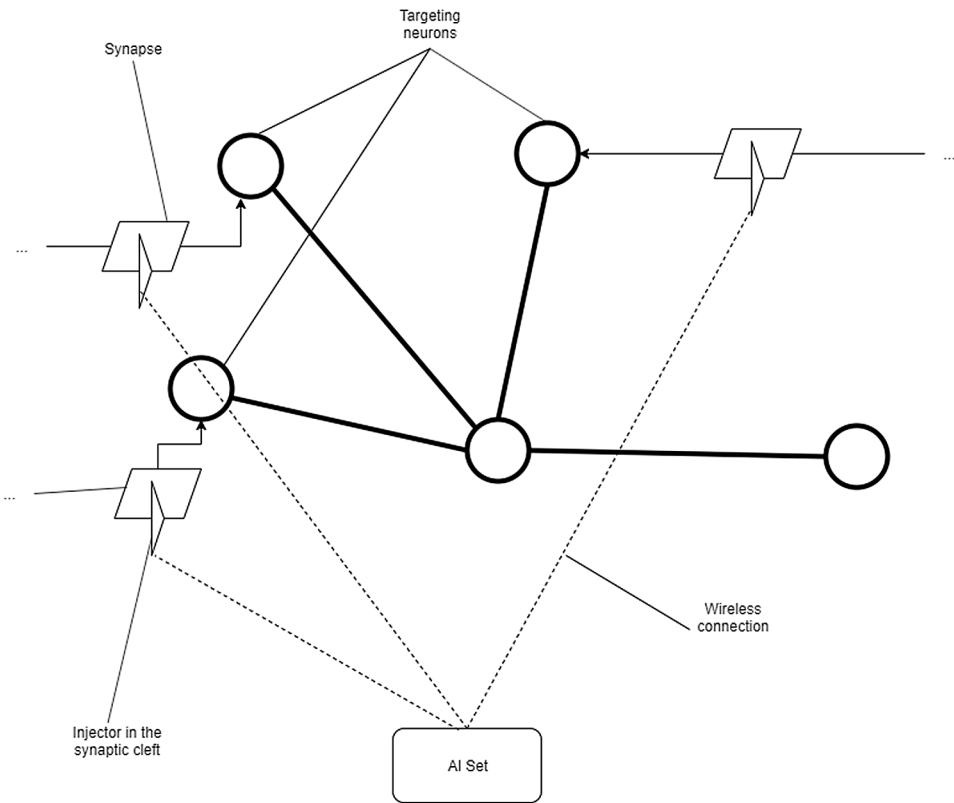 Targeting
neurons
Synapse
...
...
...
Wireless
connection
Injector in the
synaptic cleft
AI Set